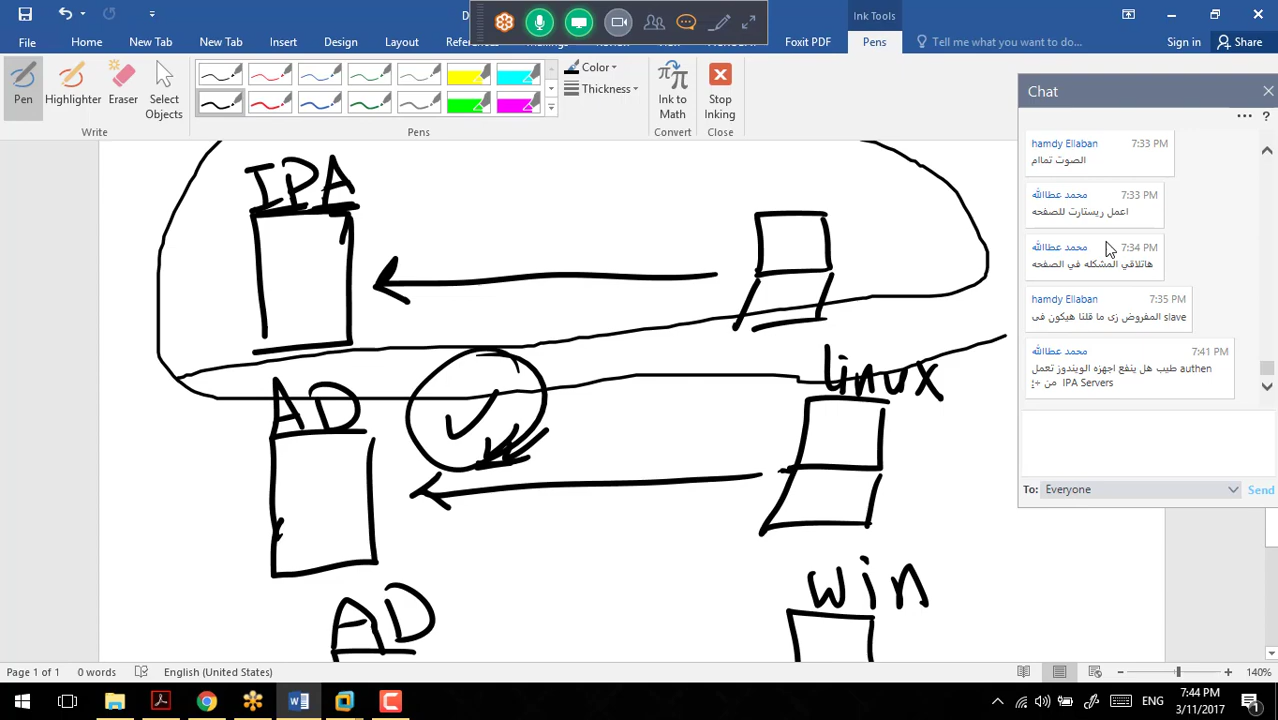 File
Home
New Tab
New Tab
Insert
Design
Layout
Foxit PDF
Ink Tools
Pens
Tell me what you want to do...
Sign in
Share
Pen
Highlighter
Eraser
Select Objects
Write
Pens
Color
Thickness
Ink to Math
Convert
Stop Inking
Close
Chat
hamdy Ellaban 7:33 PM
الصوت تماام
محمد عطاالله 7:33 PM
اعمل ريستارت للصفحه
محمد عطاالله 7:34 PM
هاتلاقي المشكله في الصفحه
hamdy Ellaban 7:35 PM
المفروض زى ما قلنا هيكون فى slave
محمد عطاالله 7:41 PM
طيب هل ينفع اجهزه الويندوز تعمل authen
من IPA Servers
To: Everyone
Send
IPA
linux
AD
win
AD
Page 1 of 1
0 words
English (United States)
140%
ENG
7:44 PM
3/11/2017